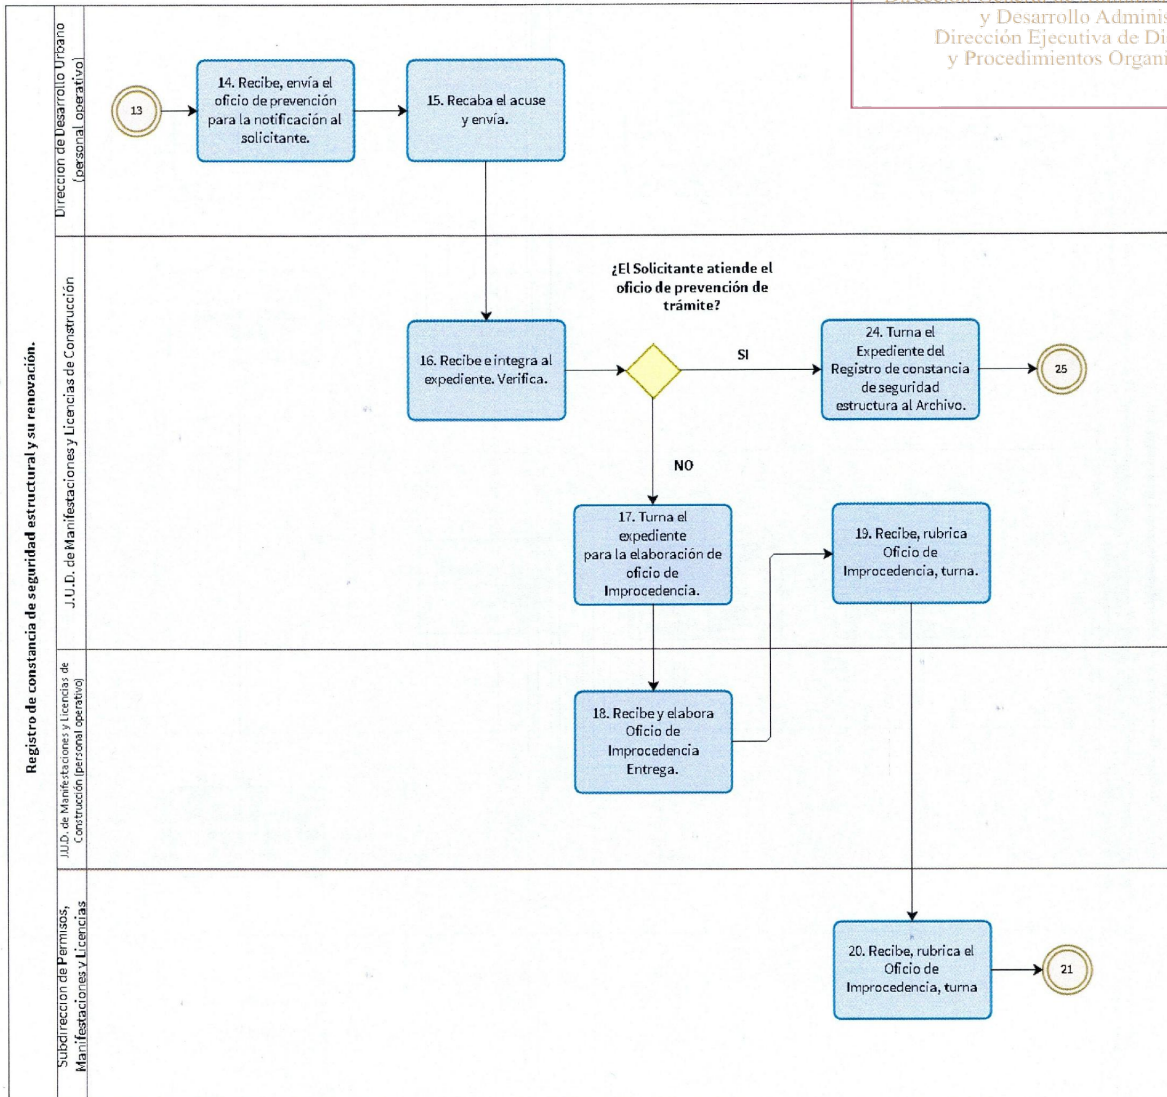 y Desarrollo Adminis
Dirección Ejecutiva de Di
y Procedimientos Organi
Registro de constancia de seguridad estructural y su renovación.
Direccion de Desarrollo Urbano
(personal operativo)
13
14. Recibe, envía el
oficio de prevención
para la notificación al
solicitante.
15. Recaba el acuse
y envía.
J.U.D. de Manifestaciones y Licencias de Construcción
¿El Solicitante atiende el
oficio de prevención de
trámite?
16. Recibe e integra al
expediente. Verifica.
SI
24. Turna el
Expediente del
Registro de constancia
de seguridad
estructura al Archivo.
25
NO
17. Turna el
expediente
para la elaboración de
oficio de
Improcedencia.
19. Recibe, rubrica
Oficio de
Improcedencia, turna.
J.U.D. de Manifestaciones y Licencias de
Construcción (personal operativo)
18. Recibe y elabora
Oficio de
Improcedencia
Entrega.
Subdireccion de Permisos,
Manifestaciones y Licencias
20. Recibe, rubrica el
Oficio de
Improcedencia, turna
21